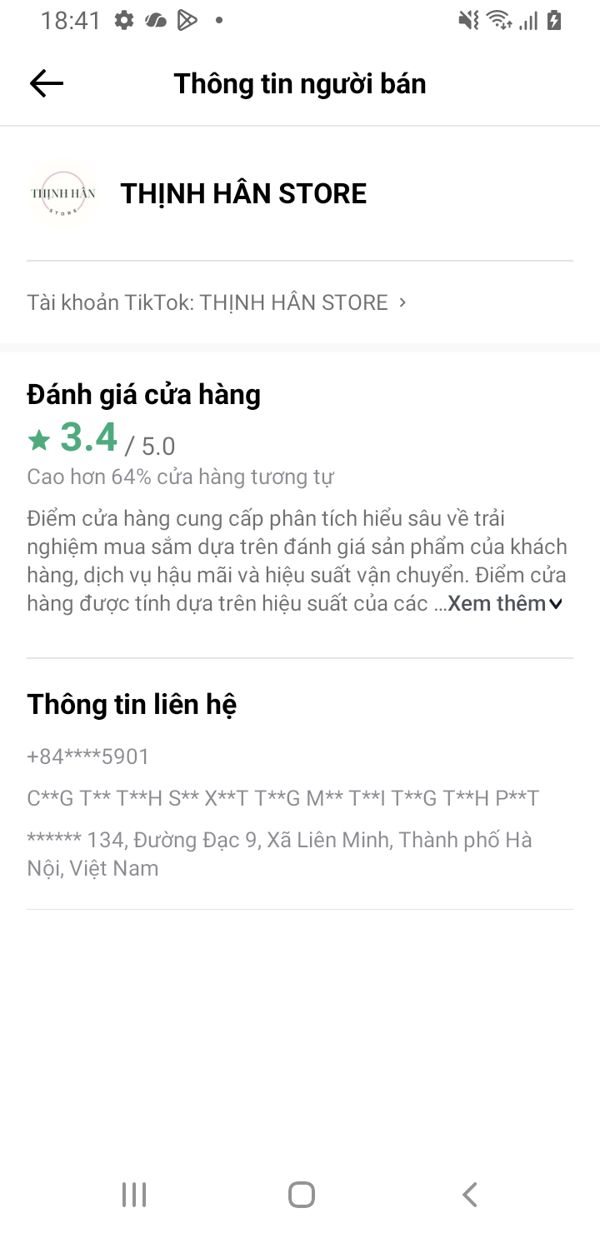 18:41
Thông tin người bán
THỊNH HÂN
STORE
THỊNH HÂN STORE
Tài khoản TikTok: THỊNH HÂN STORE >
Đánh giá cửa hàng
3.4 / 5.0
Cao hơn 64% cửa hàng tương tự
Điểm cửa hàng cung cấp phân tích hiểu sâu về trải
nghiệm mua sắm dựa trên đánh giá sản phẩm của khách
hàng, dịch vụ hậu mãi và hiệu suất vận chuyển. Điểm cửa
hàng được tính dựa trên hiệu suất của các ...Xem thêm
Thông tin liên hệ
+84****5901
C**G T** T**H S** X**T T**G M** T**I T**G T**H P**T
****** 134, Đường Đạc 9, Xã Liên Minh, Thành phố Hà
Nội, Việt Nam